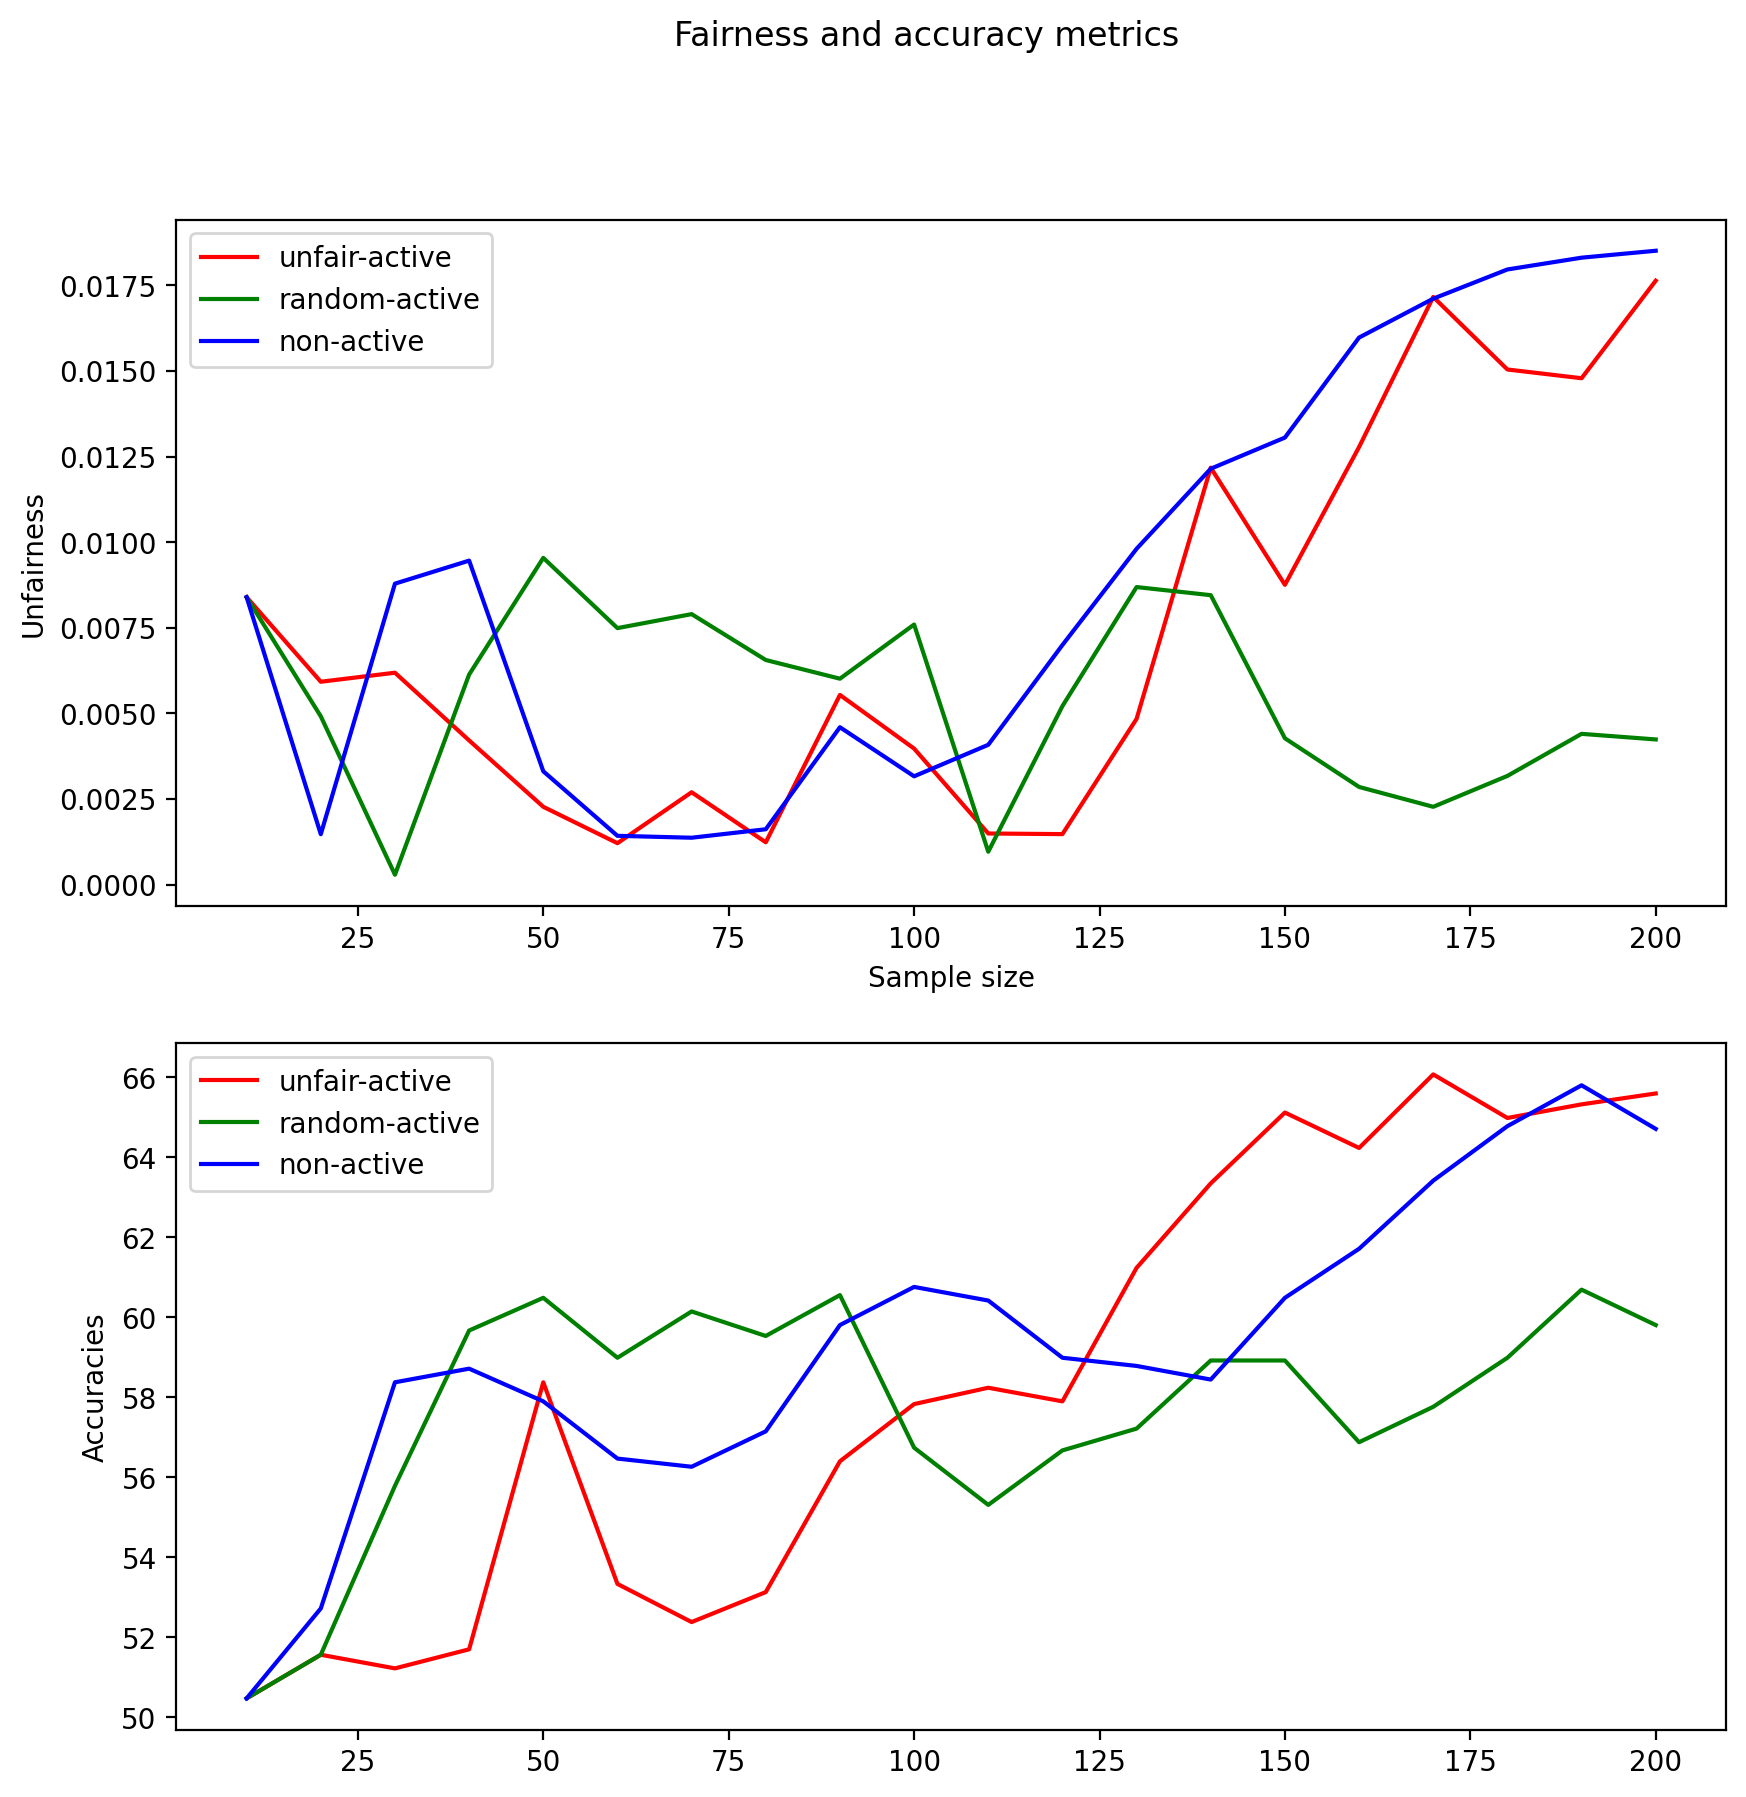 Fairness and accuracy metrics
unfair-active
random-active
non-active
Unfairness
0.0175
0.0150
0.0125
0.0100
0.0075
0.0050
0.0025
0.0000
25 50 75 100 125 150 175 200
Sample size
unfair-active
random-active
non-active
Accuracies
66
64
62
60
58
56
54
52
50
25 50 75 100 125 150 175 200